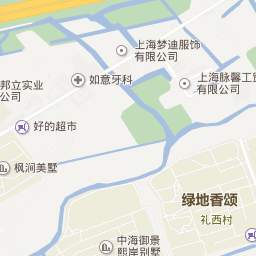 上海梦迪服饰
有限公司
如意牙科
邦立实业
公司
上海脉馨工贸
有限公司
好的超市
枫涧美墅
绿地香颂
礼西村
中海御景
熙岸别墅